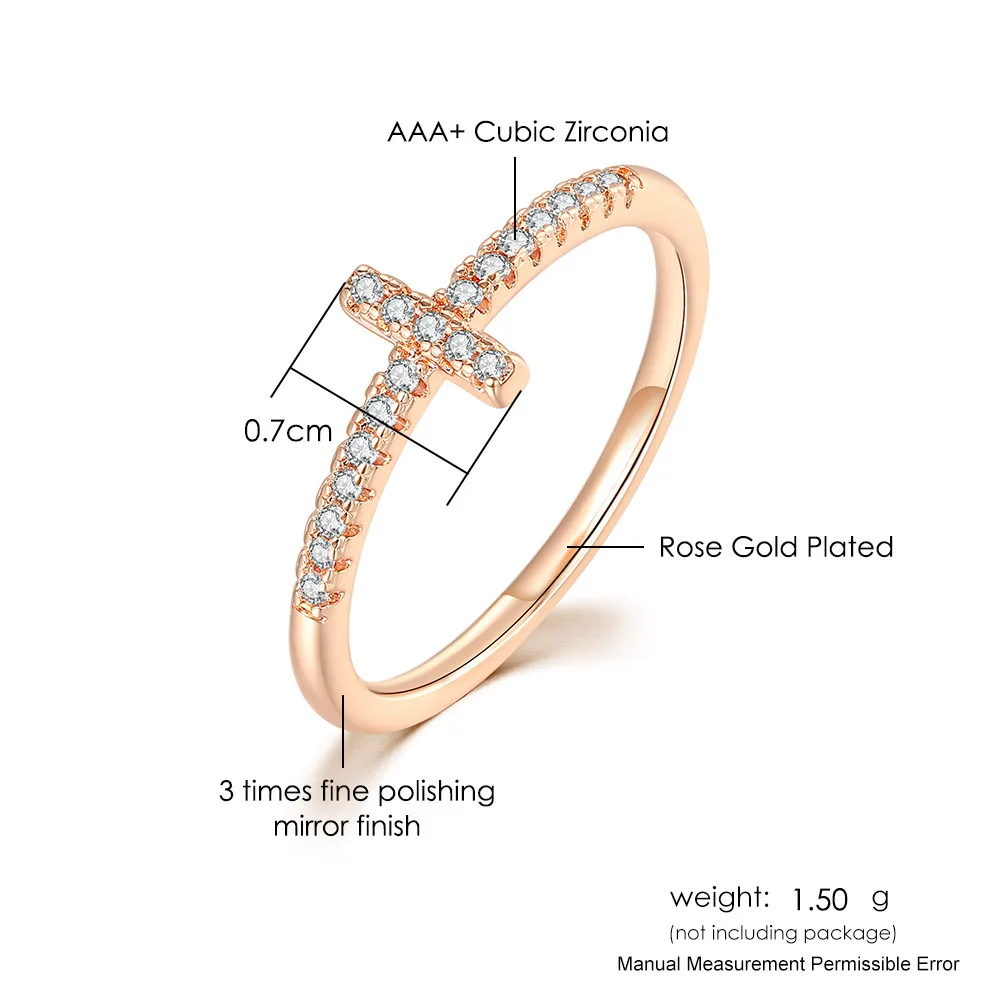 AAA+ Cubic Zirconia
0.7cm
Rose Gold Plated
3 times fine polishing
mirror finish
weight: 1.50 g
(not including package)
Manual Measurement Permissible Error